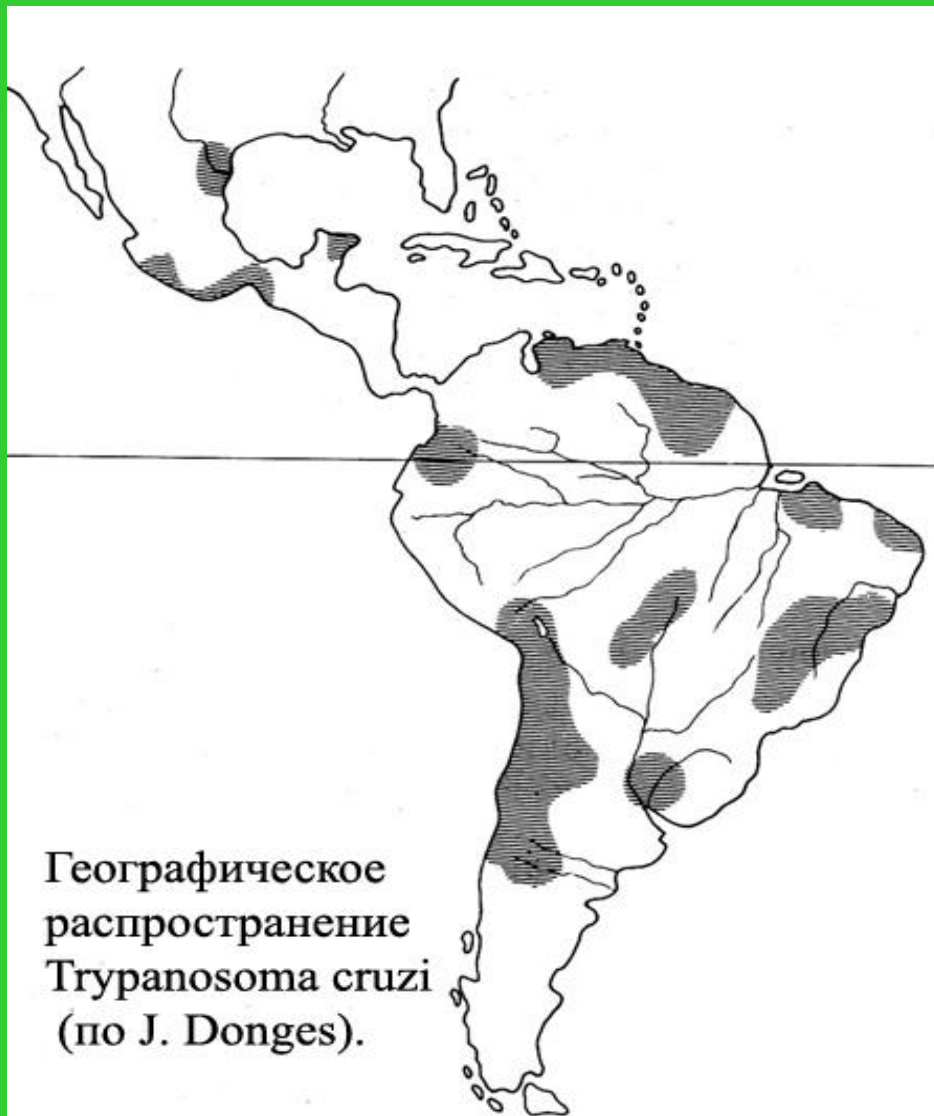 Географическое
распространение
Trypanosoma cruzi
(по J. Donges).